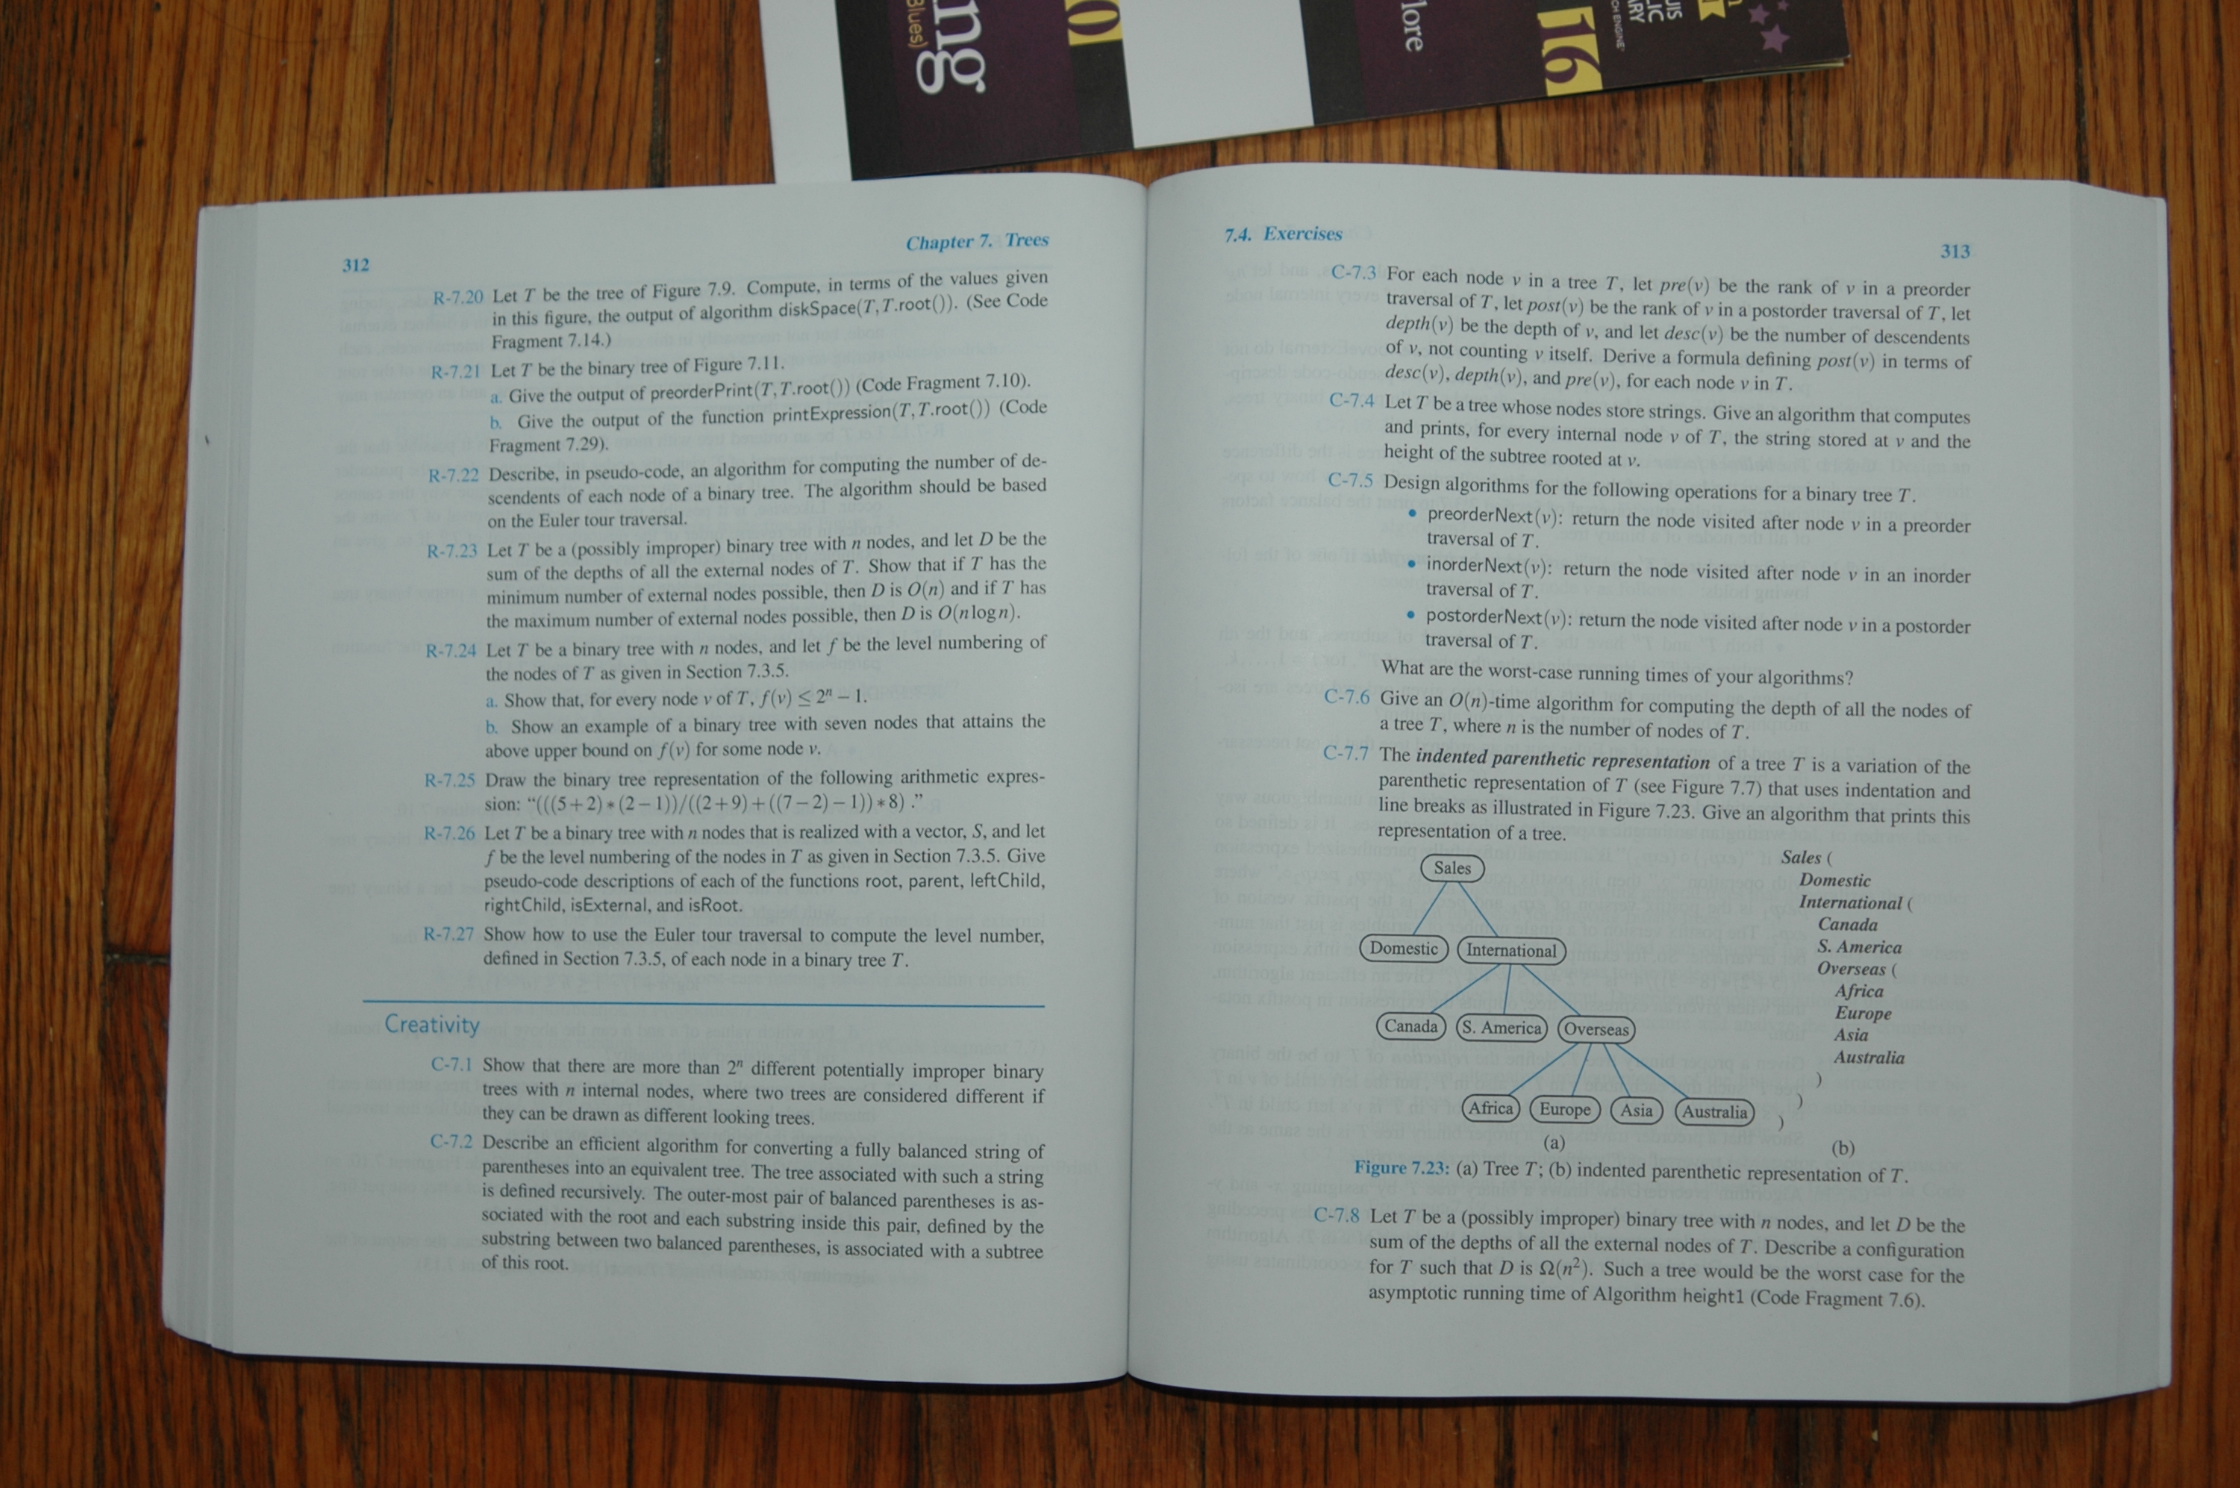 312
Chapter 7. Trees
R-7.20 Let T be the tree of Figure 7.9. Compute, in terms of the values given
in this figure, the output of algorithm diskSpace(T,T.root()). (See Code
Fragment 7.14.)
R-7.21 Let T be the binary tree of Figure 7.11.
a. Give the output of preorderPrint(T,T.root()) (Code Fragment 7.10).
b. Give the output of the function printExpression(T,T.root()) (Code
Fragment 7.29).
R-7.22 Describe, in pseudo-code, an algorithm for computing the number of de-
scendents of each node of a binary tree. The algorithm should be based
on the Euler tour traversal.
R-7.23 Let T be a (possibly improper) binary tree with n nodes, and let D be the
sum of the depths of all the external nodes of T. Show that if T has the
minimum number of external nodes possible, then D is O(n) and if T has
the maximum number of external nodes possible, then D is O(n log n).
R-7.24 Let T be a binary tree with n nodes, and let f be the level numbering of
the nodes of T as given in Section 7.3.5.
a. Show that, for every node v of T, f(v) ≤ 2ⁿ − 1.
b. Show an example of a binary tree with seven nodes that attains the
above upper bound on f(v) for some node v.
R-7.25 Draw the binary tree representation of the following arithmetic expres-
sion: “(((5+2)∗(2−1))/((2+9)+((7−2)−1))∗8).”
R-7.26 Let T be a binary tree with n nodes that is realized with a vector, S, and let
f be the level numbering of the nodes in T as given in Section 7.3.5. Give
pseudo-code descriptions of each of the functions root, parent, leftChild,
rightChild, isExternal, and isRoot.
R-7.27 Show how to use the Euler tour traversal to compute the level number,
defined in Section 7.3.5, of each node in a binary tree T.
Creativity
C-7.1 Show that there are more than 2ⁿ different potentially improper binary
trees with n internal nodes, where two trees are considered different if
they can be drawn as different looking trees.
C-7.2 Describe an efficient algorithm for converting a fully balanced string of
parentheses into an equivalent tree. The tree associated with such a string
is defined recursively. The outer-most pair of balanced parentheses is as-
sociated with the root and each substring inside this pair, defined by the
substring between two balanced parentheses, is associated with a subtree
of this root.
7.4. Exercises
313
C-7.3 For each node v in a tree T, let pre(v) be the rank of v in a preorder
traversal of T, let post(v) be the rank of v in a postorder traversal of T, let
depth(v) be the depth of v, and let desc(v) be the number of descendents
of v, not counting v itself. Derive a formula defining post(v) in terms of
desc(v), depth(v), and pre(v), for each node v in T.
C-7.4 Let T be a tree whose nodes store strings. Give an algorithm that computes
and prints, for every internal node v of T, the string stored at v and the
height of the subtree rooted at v.
C-7.5 Design algorithms for the following operations for a binary tree T.
• preorderNext(v): return the node visited after node v in a preorder
traversal of T.
• inorderNext(v): return the node visited after node v in an inorder
traversal of T.
• postorderNext(v): return the node visited after node v in a postorder
traversal of T.
What are the worst-case running times of your algorithms?
C-7.6 Give an O(n)-time algorithm for computing the depth of all the nodes of
a tree T, where n is the number of nodes of T.
C-7.7 The indented parenthetic representation of a tree T is a variation of the
parenthetic representation of T (see Figure 7.7) that uses indentation and
line breaks as illustrated in Figure 7.23. Give an algorithm that prints this
representation of a tree.
Sales
Domestic International
Canada S. America Overseas
Africa Europe Asia Australia
(a)
Sales (
Domestic
International (
Canada
S. America
Overseas (
Africa
Europe
Asia
Australia
)
)
)
(b)
Figure 7.23: (a) Tree T; (b) indented parenthetic representation of T.
C-7.8 Let T be a (possibly improper) binary tree with n nodes, and let D be the
sum of the depths of all the external nodes of T. Describe a configuration
for T such that D is Ω(n²). Such a tree would be the worst case for the
asymptotic running time of Algorithm height1 (Code Fragment 7.6).
ng
Blues)
0
lore
16
UIS
LIC
ARY
CH ENGINE